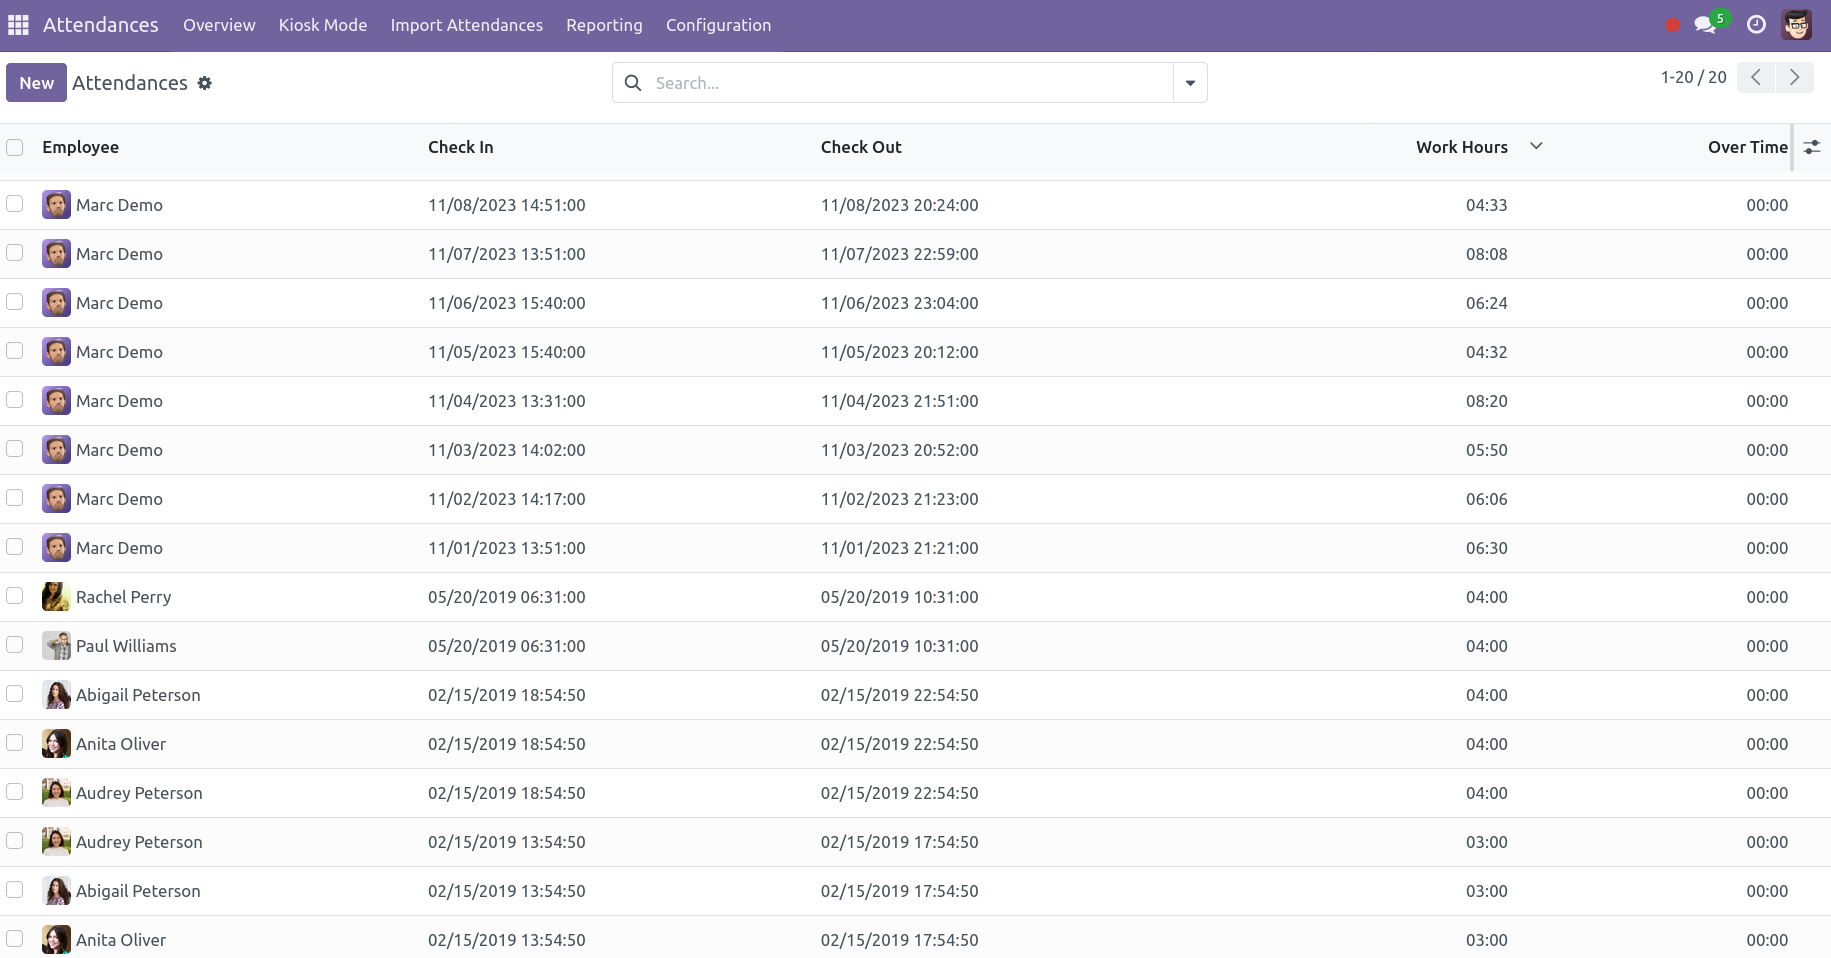 Attendances Overview Kiosk Mode Import Attendances Reporting Configuration 5
New Attendances Search... 1-20 / 20
Employee Check In Check Out Work Hours Over Time
Marc Demo 11/08/2023 14:51:00 11/08/2023 20:24:00 04:33 00:00
Marc Demo 11/07/2023 13:51:00 11/07/2023 22:59:00 08:08 00:00
Marc Demo 11/06/2023 15:40:00 11/06/2023 23:04:00 06:24 00:00
Marc Demo 11/05/2023 15:40:00 11/05/2023 20:12:00 04:32 00:00
Marc Demo 11/04/2023 13:31:00 11/04/2023 21:51:00 08:20 00:00
Marc Demo 11/03/2023 14:02:00 11/03/2023 20:52:00 05:50 00:00
Marc Demo 11/02/2023 14:17:00 11/02/2023 21:23:00 06:06 00:00
Marc Demo 11/01/2023 13:51:00 11/01/2023 21:21:00 06:30 00:00
Rachel Perry 05/20/2019 06:31:00 05/20/2019 10:31:00 04:00 00:00
Paul Williams 05/20/2019 06:31:00 05/20/2019 10:31:00 04:00 00:00
Abigail Peterson 02/15/2019 18:54:50 02/15/2019 22:54:50 04:00 00:00
Anita Oliver 02/15/2019 18:54:50 02/15/2019 22:54:50 04:00 00:00
Audrey Peterson 02/15/2019 18:54:50 02/15/2019 22:54:50 04:00 00:00
Audrey Peterson 02/15/2019 13:54:50 02/15/2019 17:54:50 03:00 00:00
Abigail Peterson 02/15/2019 13:54:50 02/15/2019 17:54:50 03:00 00:00
Anita Oliver 02/15/2019 13:54:50 02/15/2019 17:54:50 03:00 00:00